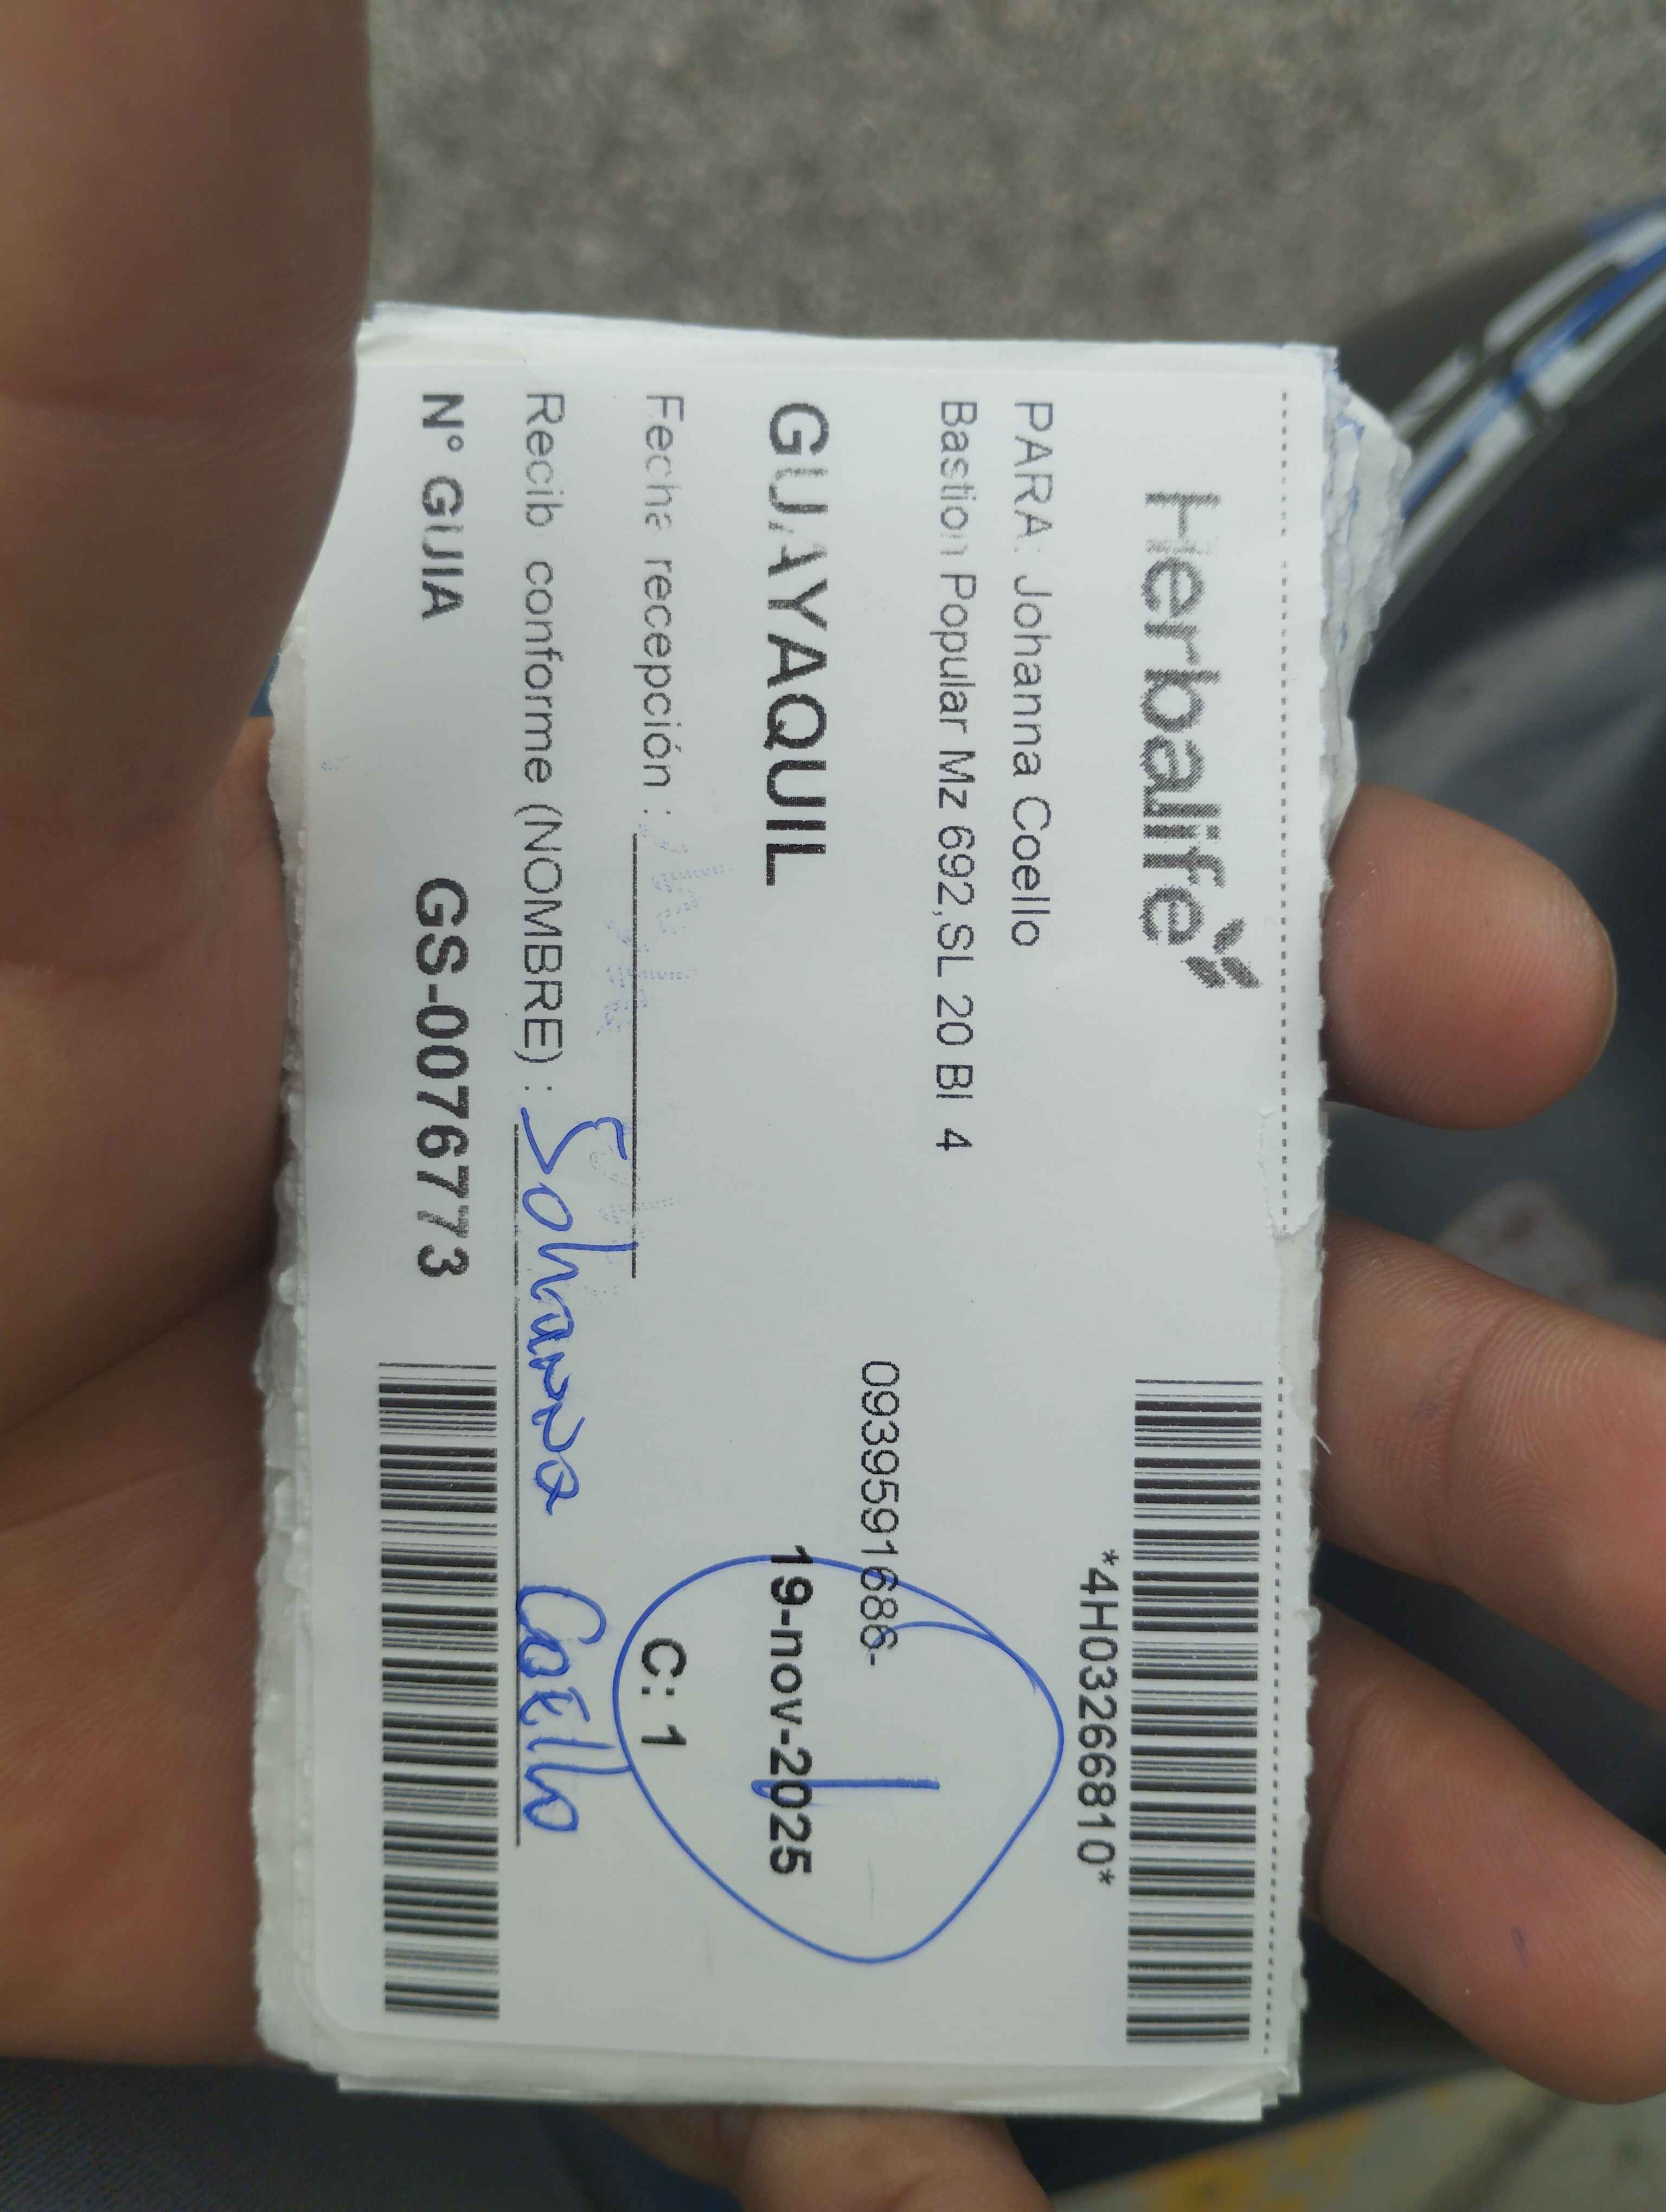 Herbalife
*4H03266810*
PARA: Johanna Coello
Bastion Popular Mz 692,SL 20 Bl 4
0939591686-
GUAYAQUIL
19-nov-2025
Fecha recepción :
C: 1
Recib conforme (NOMBRE) : Johanna Coello
N° GUIA GS-0076773